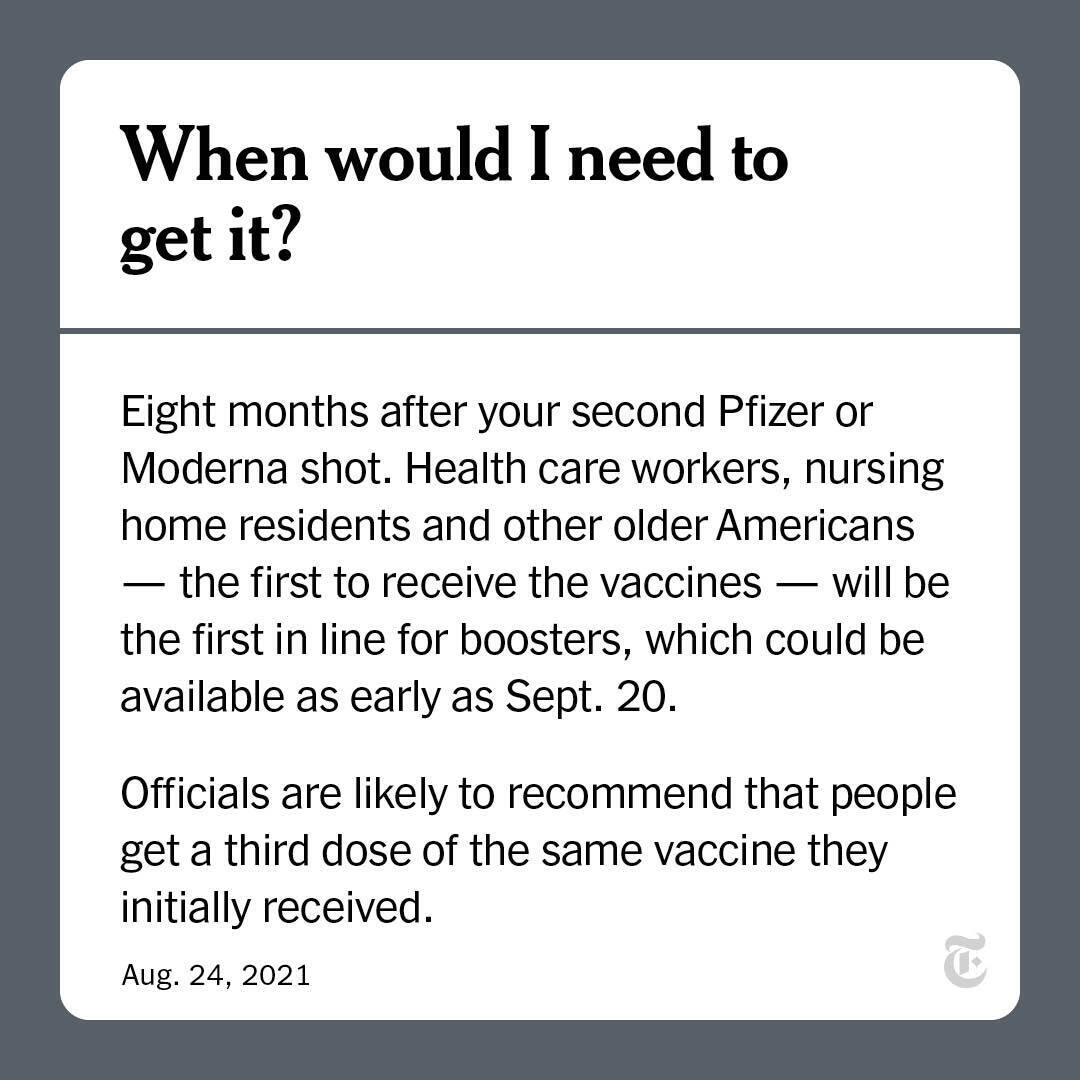 When would I need to
get it?
Eight months after your second Pfizer or
Moderna shot. Health care workers, nursing
home residents and other older Americans
— the first to receive the vaccines — will be
the first in line for boosters, which could be
available as early as Sept. 20.
Officials are likely to recommend that people
get a third dose of the same vaccine they
initially received.
Aug. 24, 2021
T